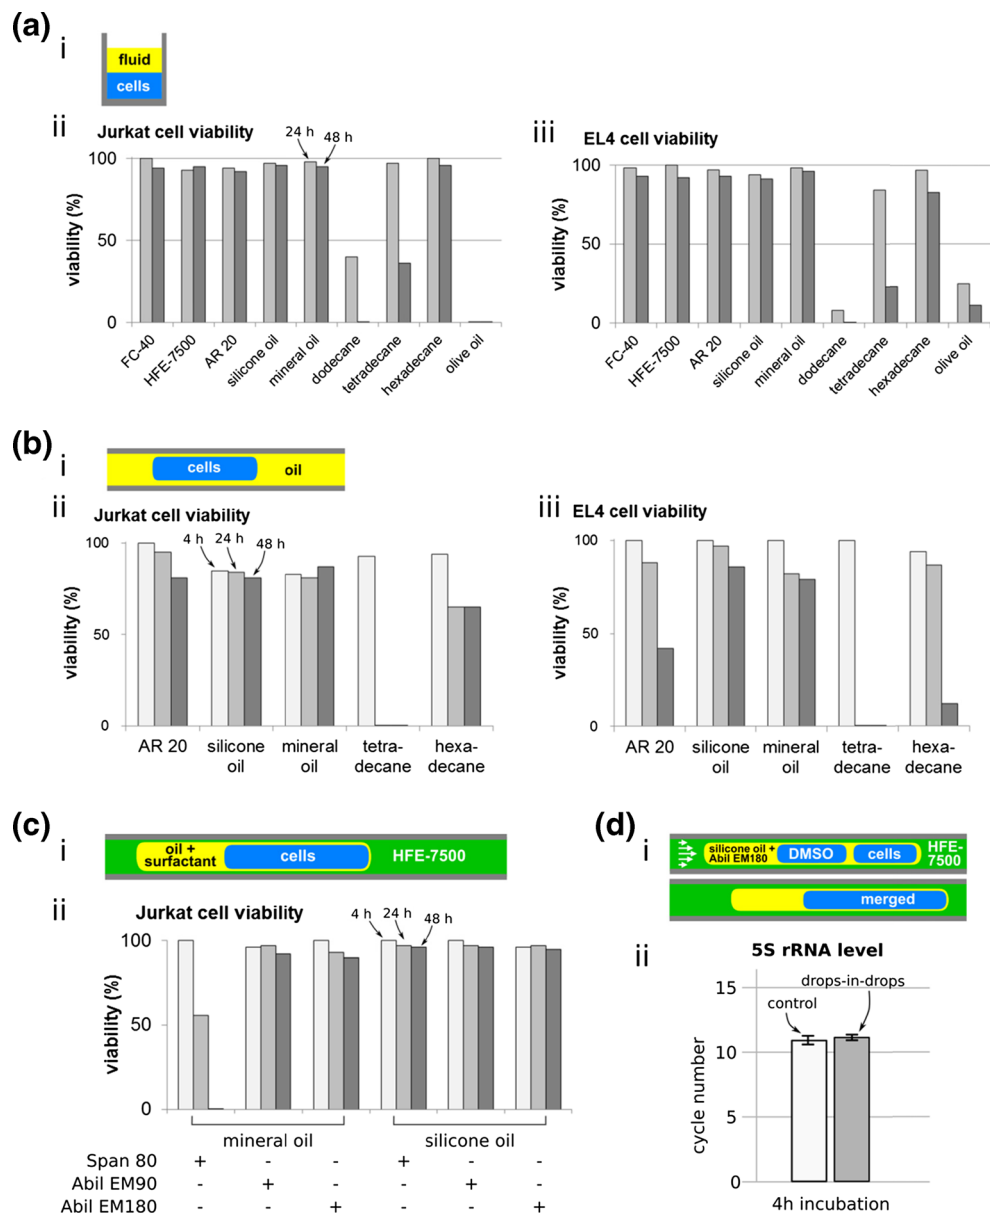 (a)
i
fluid
cells
ii
Jurkat cell viability
24 h
48 h
viability (%)
100
50
0
FC-40
HFE-7500
AR 20
silicone oil
mineral oil
dodecane
tetradecane
hexadecane
olive oil
iii
EL4 cell viability
viability (%)
100
50
0
FC-40
HFE-7500
AR 20
silicone oil
mineral oil
dodecane
tetradecane
hexadecane
olive oil
(b)
i
cells
oil
ii
Jurkat cell viability
4 h
24 h
48 h
viability (%)
100
50
0
AR 20
silicone
oil
mineral
oil
tetra-
decane
hexa-
decane
iii
EL4 cell viability
viability (%)
100
50
0
AR 20
silicone
oil
mineral
oil
tetra-
decane
hexa-
decane
(c)
i
oil +
surfactant
cells
HFE-7500
ii
Jurkat cell viability
4 h
24 h
48 h
viability (%)
100
50
0
mineral oil
silicone oil
Span 80 + - - + - -
Abil EM90 - + - - + -
Abil EM180 - - + - - +
(d)
i
silicone oil +
Abil EM180
DMSO
cells
HFE-
7500
merged
ii
5S rRNA level
drops-in-drops
control
cycle number
15
10
5
0
4h incubation